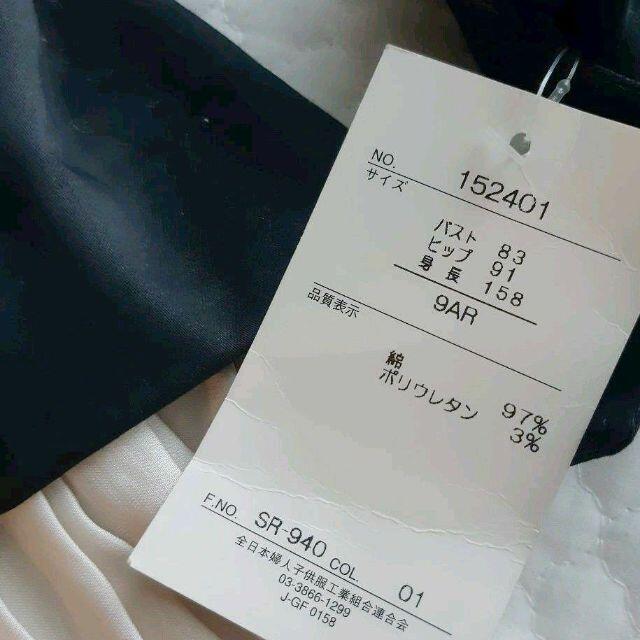 NO. 152401
サイズ
バスト 83
ヒップ 91
身長 158
9AR
品質表示
綿 97%
ポリウレタン 3%
F.NO. SR-940 COL. 01
全日本婦人子供服工業組合連合会
03-3866-1299
J-GF 0158